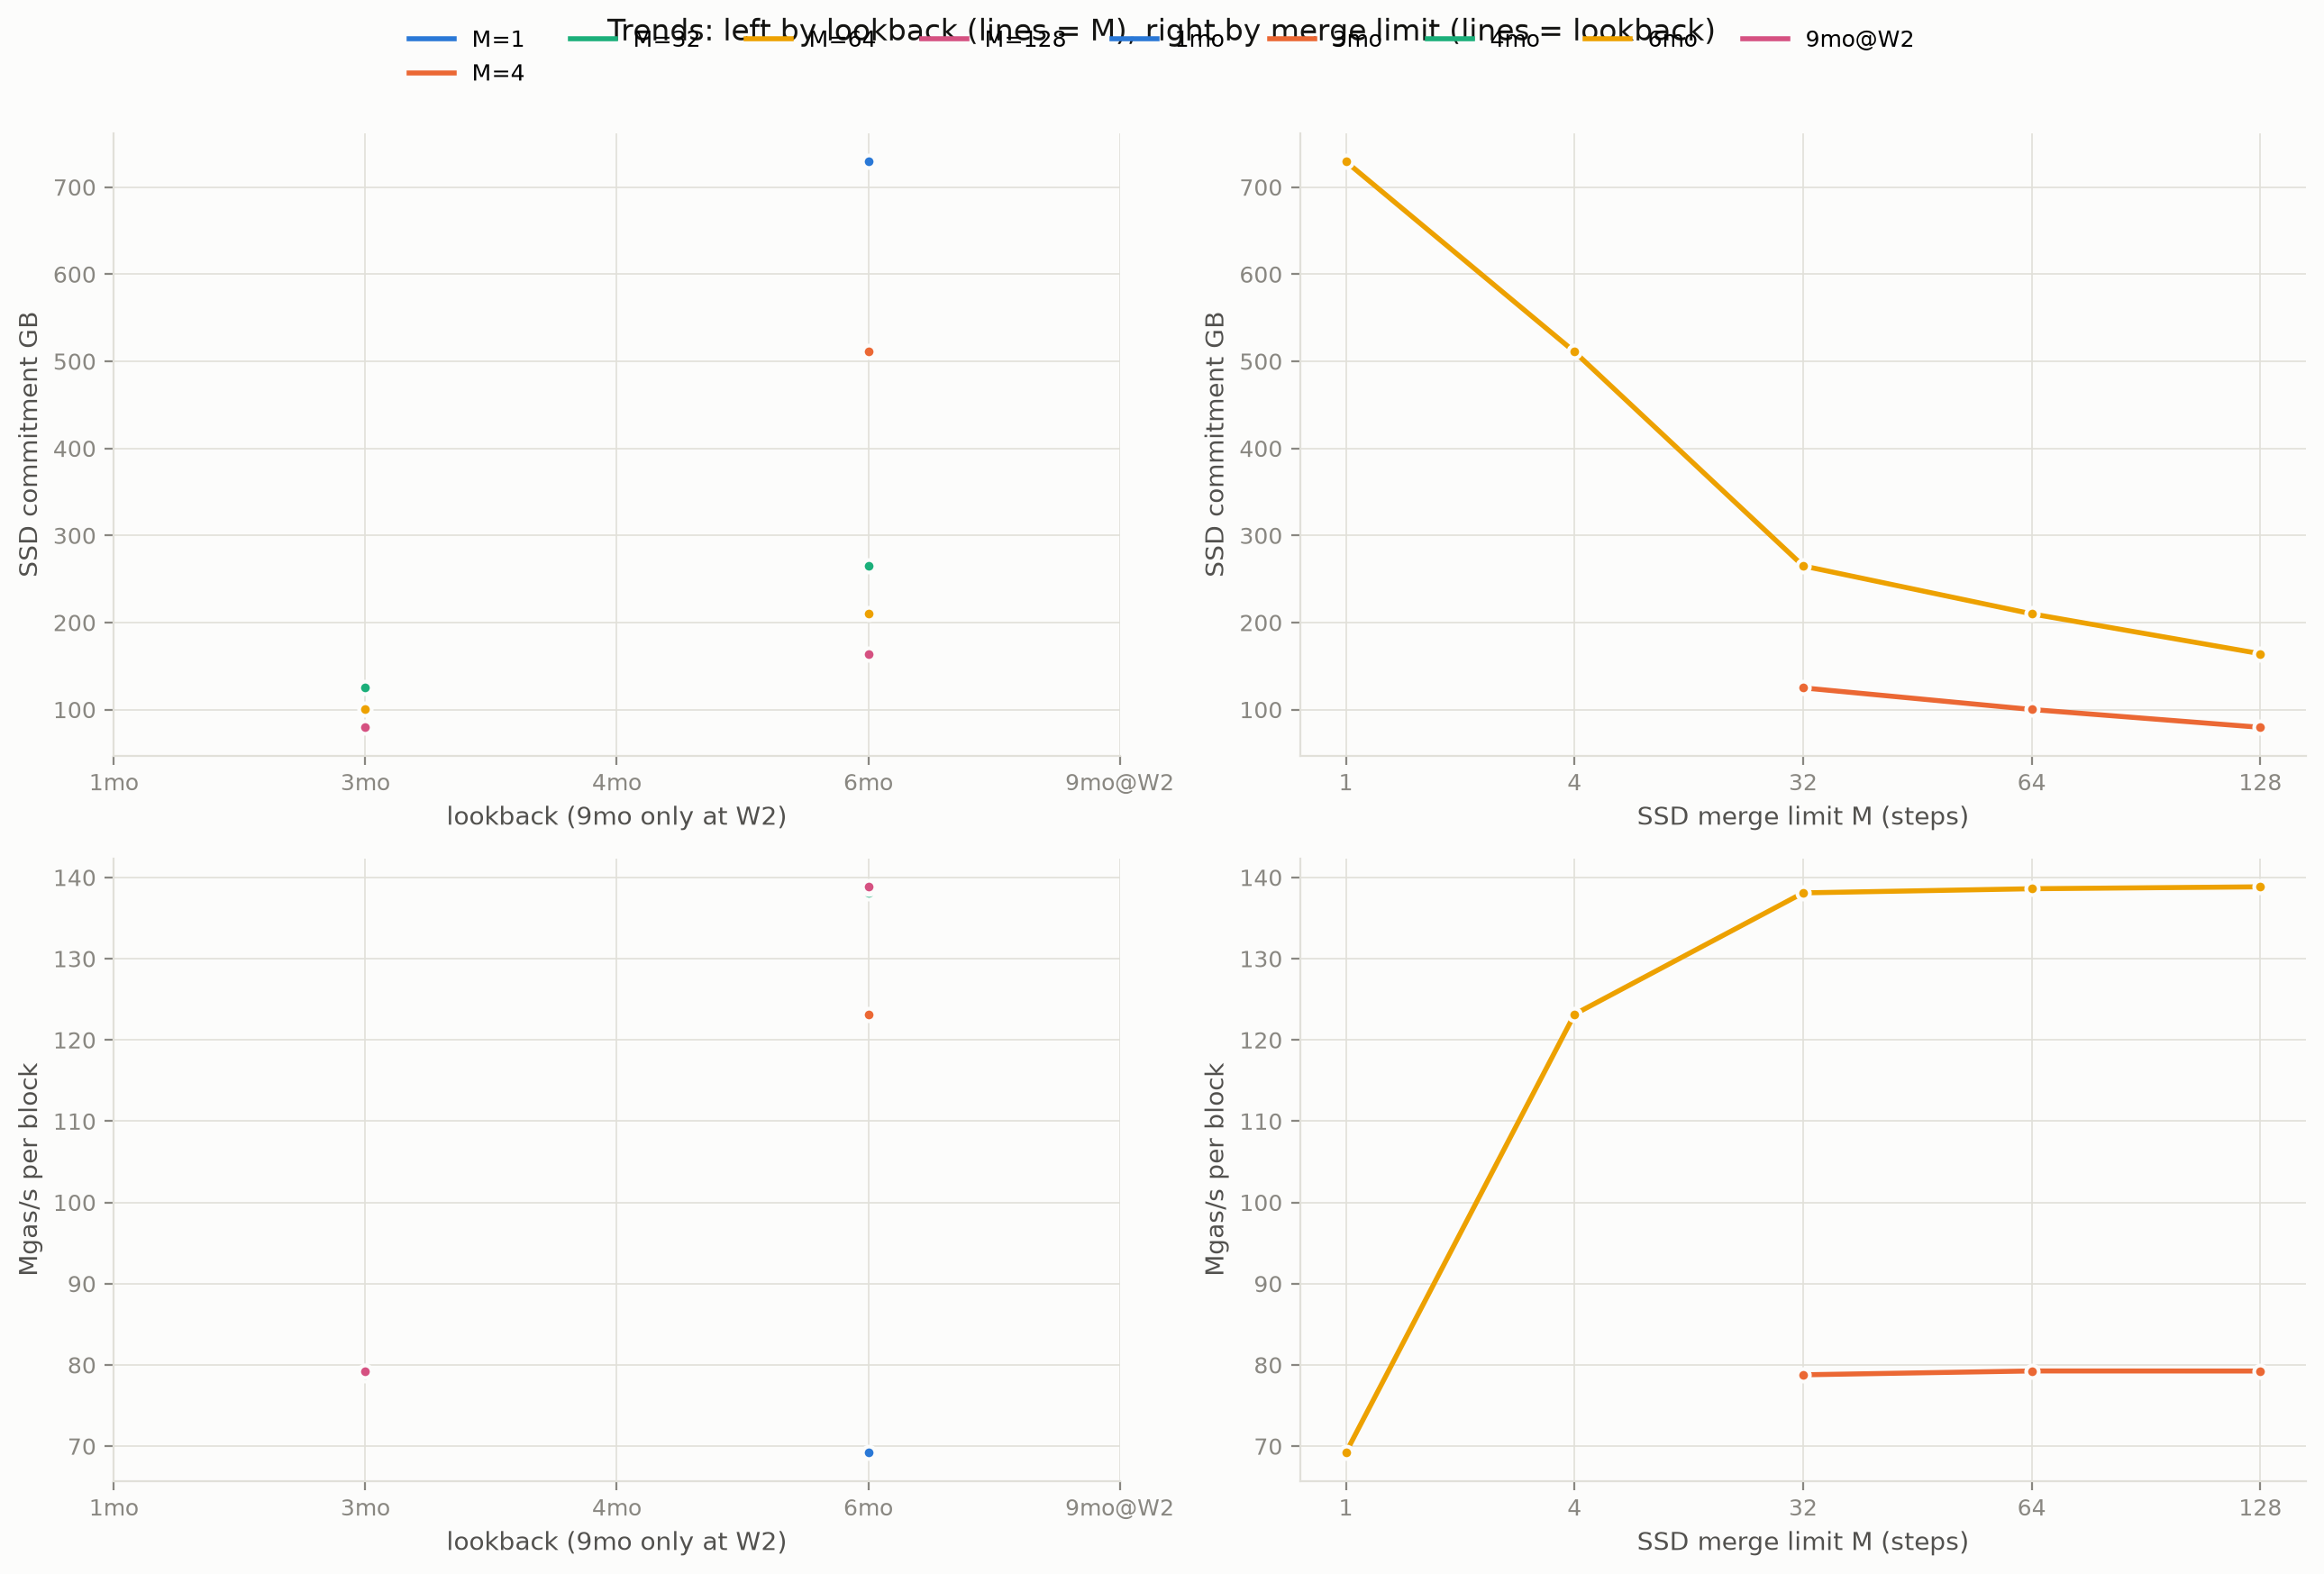 Trends: left by lookback (lines = M), right by merge limit (lines = lookback)
M=1 M=32 M=64 M=128 1mo 3mo 4mo 6mo 9mo@W2
M=4
700
600
500
400
300
200
100
SSD commitment GB
1mo 3mo 4mo 6mo 9mo@W2
lookback (9mo only at W2)
700
600
500
400
300
200
100
SSD commitment GB
1 4 32 64 128
SSD merge limit M (steps)
140
130
120
110
100
90
80
70
Mgas/s per block
1mo 3mo 4mo 6mo 9mo@W2
lookback (9mo only at W2)
140
130
120
110
100
90
80
70
Mgas/s per block
1 4 32 64 128
SSD merge limit M (steps)